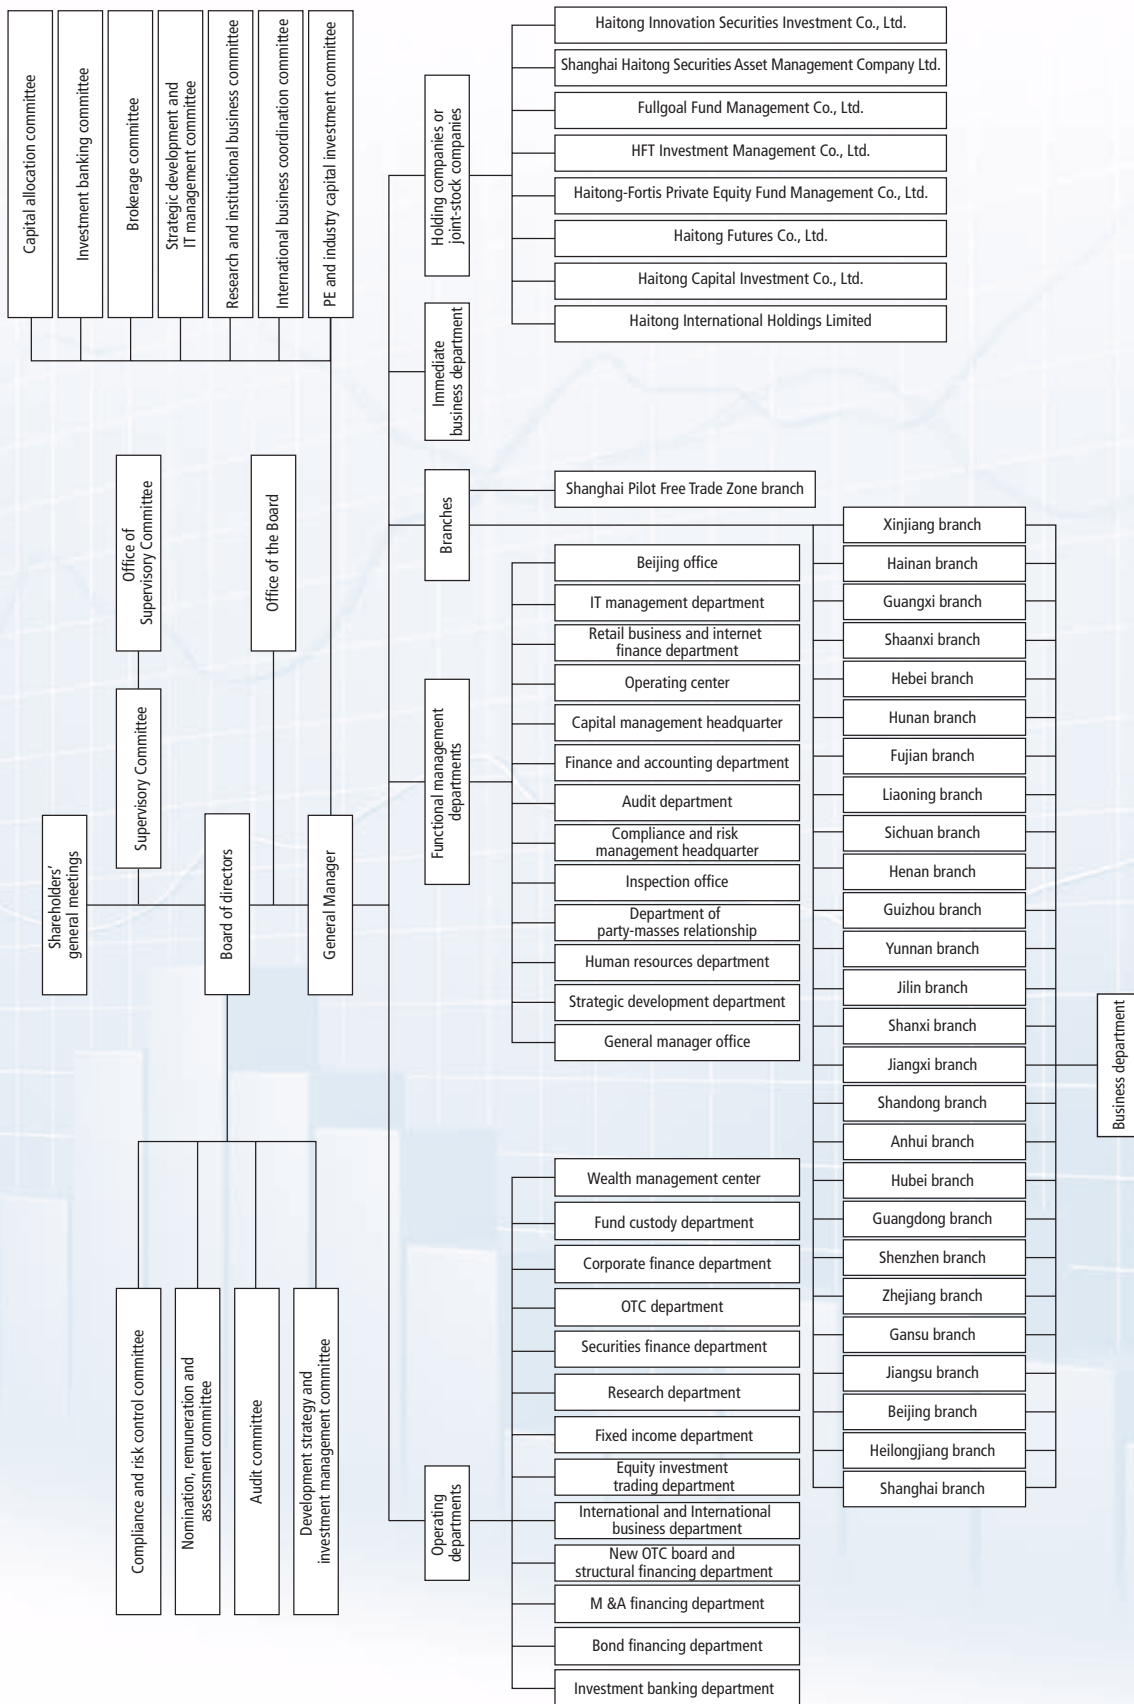 Capital allocation committee
Investment banking committee
Brokerage committee
Strategic development and
IT management committee
Research and institutional business committee
International business coordination committee
PE and industry capital investment committee
Office of
Supervisory Committee
Office of the Board
Shareholders'
general meetings
Supervisory Committee
Board of directors
General Manager
Compliance and risk control committee
Nomination, remuneration and
assessment committee
Audit committee
Development strategy and
investment management committee
Holding companies or
joint-stock companies
Haitong Innovation Securities Investment Co., Ltd.
Shanghai Haitong Securities Asset Management Company Ltd.
Fullgoal Fund Management Co., Ltd.
HFT Investment Management Co., Ltd.
Haitong-Fortis Private Equity Fund Management Co., Ltd.
Haitong Futures Co., Ltd.
Haitong Capital Investment Co., Ltd.
Haitong International Holdings Limited
Immediate
business department
Branches
Shanghai Pilot Free Trade Zone branch
Functional management
departments
Beijing office
IT management department
Retail business and internet
finance department
Operating center
Capital management headquarter
Finance and accounting department
Audit department
Compliance and risk
management headquarter
Inspection office
Department of
party-masses relationship
Human resources department
Strategic development department
General manager office
Operating
departments
Wealth management center
Fund custody department
Corporate finance department
OTC department
Securities finance department
Research department
Fixed income department
Equity investment
trading department
International and International
business department
New OTC board and
structural financing department
M &A financing department
Bond financing department
Investment banking department
Xinjiang branch
Hainan branch
Guangxi branch
Shaanxi branch
Hebei branch
Hunan branch
Fujian branch
Liaoning branch
Sichuan branch
Henan branch
Guizhou branch
Yunnan branch
Jilin branch
Shanxi branch
Jiangxi branch
Shandong branch
Anhui branch
Hubei branch
Guangdong branch
Shenzhen branch
Zhejiang branch
Gansu branch
Jiangsu branch
Beijing branch
Heilongjiang branch
Shanghai branch
Business department